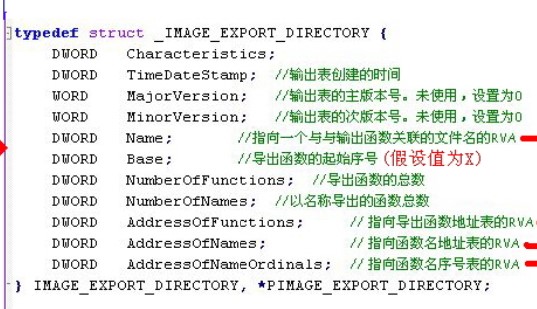 typedef struct _IMAGE_EXPORT_DIRECTORY {
DWORD Characteristics;
DWORD TimeDateStamp; //输出表创建的时间
WORD MajorVersion; //输出表的主版本号。未使用，设置为0
WORD MinorVersion; //输出表的次版本号。未使用，设置为0
DWORD Name; //指向一个与与输出函数关联的文件名的RVA
DWORD Base; //导出函数的起始序号(假设值为X)
DWORD NumberOfFunctions; //导出函数的总数
DWORD NumberOfNames; //以名称导出的函数总数
DWORD AddressOfFunctions; //指向导出函数地址表的RVA
DWORD AddressOfNames; //指向函数名地址表的RVA
DWORD AddressOfNameOrdinals; //指向函数名序号表的RVA
} IMAGE_EXPORT_DIRECTORY, *PIMAGE_EXPORT_DIRECTORY;